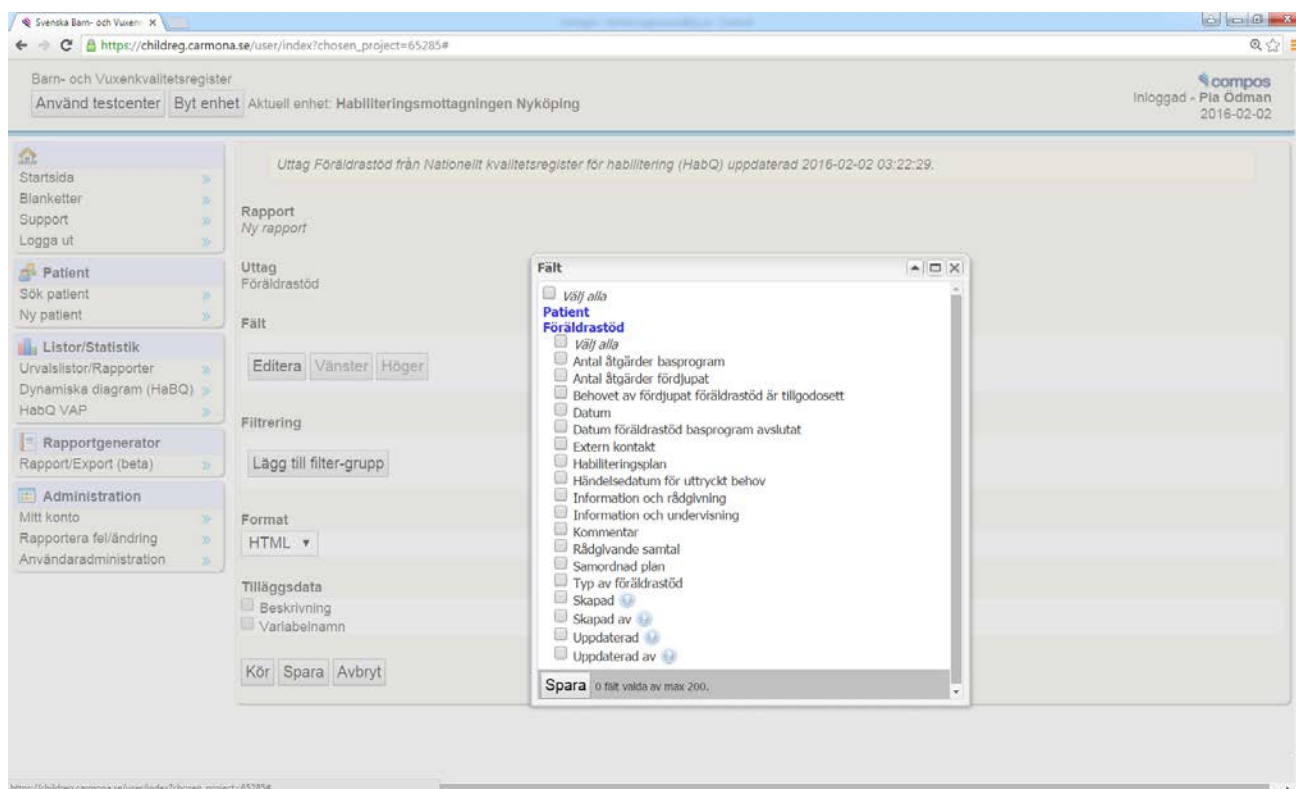 Svenska Barn- och Vuxen
https://childreg.carmona.se/user/index?chosen_project=65285#
Barn- och Vuxenkvalitetsregister
Använd testcenter Byt enhet Aktuell enhet: Habiliteringsmottagningen Nyköping
compos
Inloggad - Pia Ödman
2016-02-02
Startsida
Blanketter
Support
Logga ut
Patient
Sök patient
Ny patient
Listor/Statistik
Urvalslistor/Rapporter
Dynamiska diagram (HaBQ)
HabQ VAP
Rapportgenerator
Rapport/Export (beta)
Administration
Mitt konto
Rapportera fel/ändring
Användaradministration
Uttag Föräldrastöd från Nationellt kvalitetsregister för habilitering (HabQ) uppdaterad 2016-02-02 03:22:29.
Rapport
Ny rapport
Uttag
Föräldrastöd
Fält
Editera Vänster Höger
Filtrering
Lägg till filter-grupp
Format
HTML
Tilläggsdata
Beskrivning
Variabelnamn
Kör Spara Avbryt
Fält
Välj alla
Patient
Föräldrastöd
Välj alla
Antal åtgärder basprogram
Antal åtgärder fördjupat
Behovet av fördjupat föräldrastöd är tillgodosett
Datum
Datum föräldrastöd basprogram avslutat
Extern kontakt
Habiliteringsplan
Händelsedatum för uttryckt behov
Information och rådgivning
Information och undervisning
Kommentar
Rådgivande samtal
Samordnad plan
Typ av föräldrastöd
Skapad
Skapad av
Uppdaterad
Uppdaterad av
Spara 0 fält valda av max 200.
https://childreg.carmona.se/user/index?chosen_project=65285#